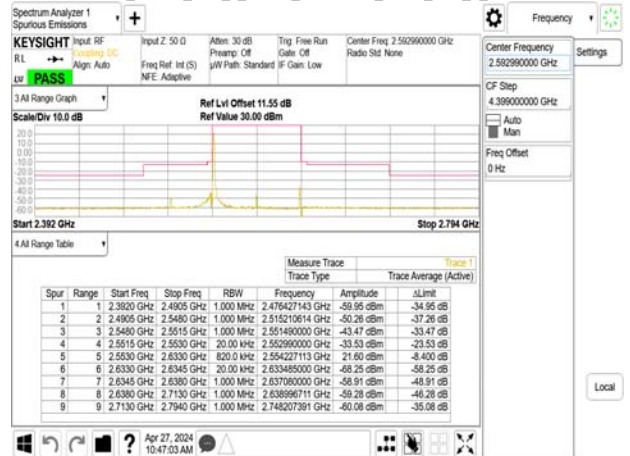 Spectrum Analyzer 1
Spurious Emissions
Frequency
KEYSIGHT Input: RF Input Z: 50 Ω Atten: 30 dB Trig: Free Run Center Freq: 2.592990000 GHz
RL Coupling: DC Preamp: Off Gate: Off Radio Std: None
Align: Auto Freq Ref: Int (S) µW Path: Standard IF Gain: Low
PASS NFE: Adaptive
Center Frequency
2.592990000 GHz
Settings
CF Step
4.399000000 GHz
Auto
Man
Freq Offset
0 Hz
3 All Range Graph
Ref Lvl Offset 11.55 dB
Scale/Div 10.0 dB Ref Value 30.00 dBm
20.0
10.0
0.00
-10.0
-20.0
-30.0
-40.0
-50.0
-60.0
Start 2.392 GHz Stop 2.794 GHz
4 All Range Table
Measure Trace Trace 1
Trace Type Trace Average (Active)
Spur Range Start Freq Stop Freq RBW Frequency Amplitude ΔLimit
1 1 2.3920 GHz 2.4905 GHz 1.000 MHz 2.476427143 GHz -59.95 dBm -34.95 dB
2 2 2.4905 GHz 2.5480 GHz 1.000 MHz 2.515210614 GHz -50.26 dBm -37.26 dB
3 3 2.5480 GHz 2.5515 GHz 1.000 MHz 2.551490000 GHz -43.47 dBm -33.47 dB
4 4 2.5515 GHz 2.5530 GHz 20.00 kHz 2.552990000 GHz -33.53 dBm -23.53 dB
5 5 2.5530 GHz 2.6330 GHz 820.0 kHz 2.554227113 GHz 21.60 dBm -8.400 dB
6 6 2.6330 GHz 2.6345 GHz 20.00 kHz 2.633485000 GHz -68.25 dBm -58.25 dB
7 7 2.6345 GHz 2.6380 GHz 1.000 MHz 2.637080000 GHz -58.91 dBm -48.91 dB
8 8 2.6380 GHz 2.7130 GHz 1.000 MHz 2.638996711 GHz -59.28 dBm -46.28 dB
9 9 2.7130 GHz 2.7940 GHz 1.000 MHz 2.748207391 GHz -60.08 dBm -35.08 dB
Local
Apr 27, 2024
10:47:03 AM